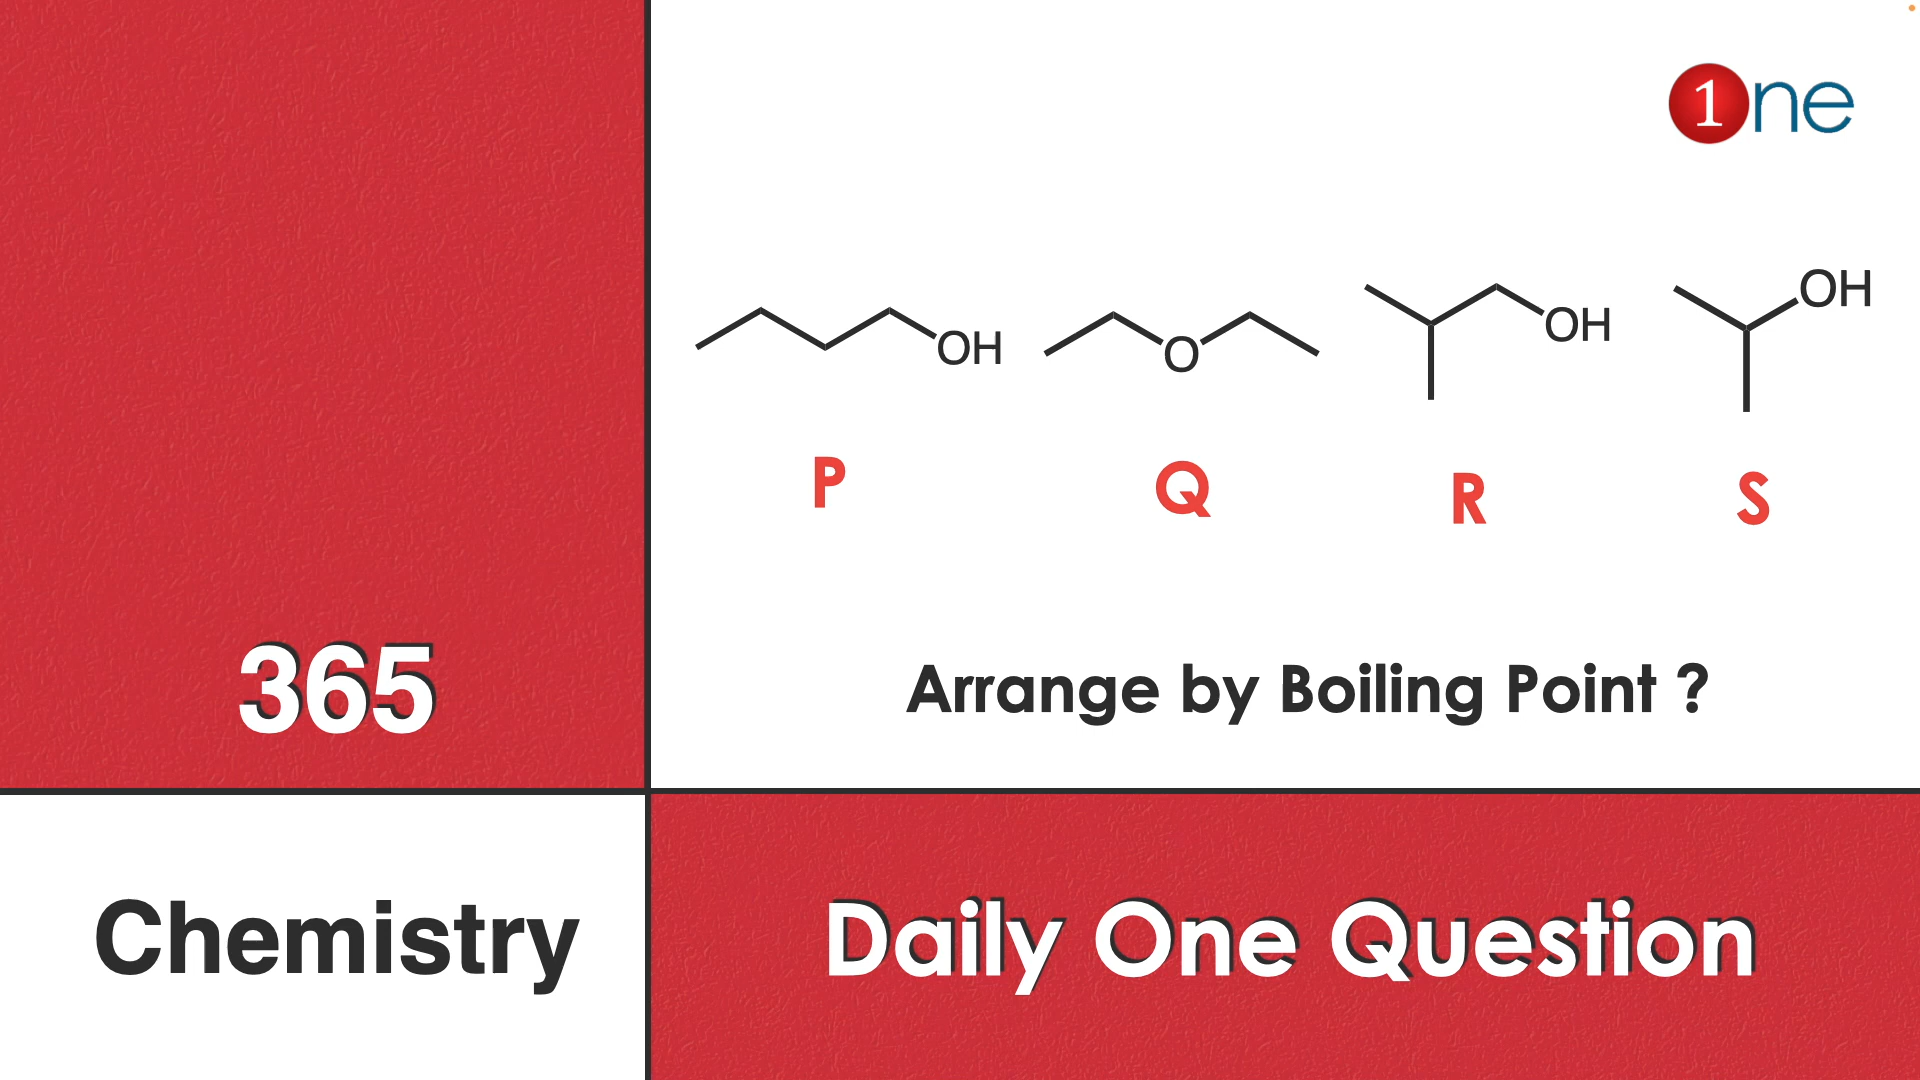 1ne
OH
O
OH
OH
P
Q
R
S
365
Arrange by Boiling Point ?
Chemistry
Daily One Question